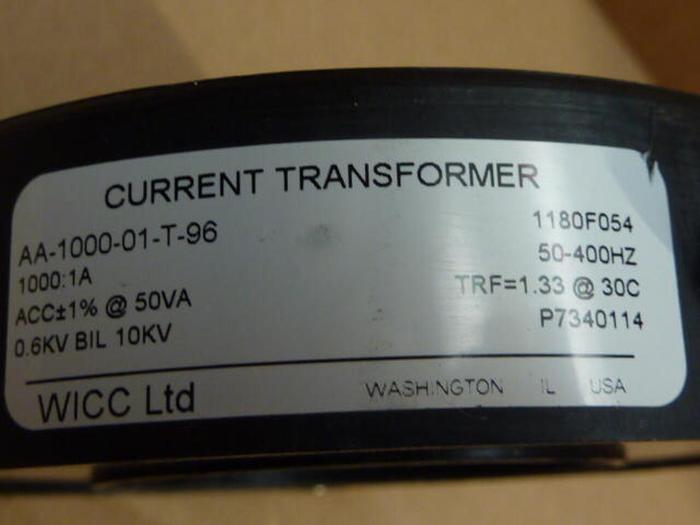 CURRENT TRANSFORMER
AA-1000-01-T-96
1000:1A
ACC±1% @ 50VA
0.6KV BIL 10KV
1180F054
50-400HZ
TRF=1.33 @ 30C
P7340114
WICC Ltd
WASHINGTON IL USA